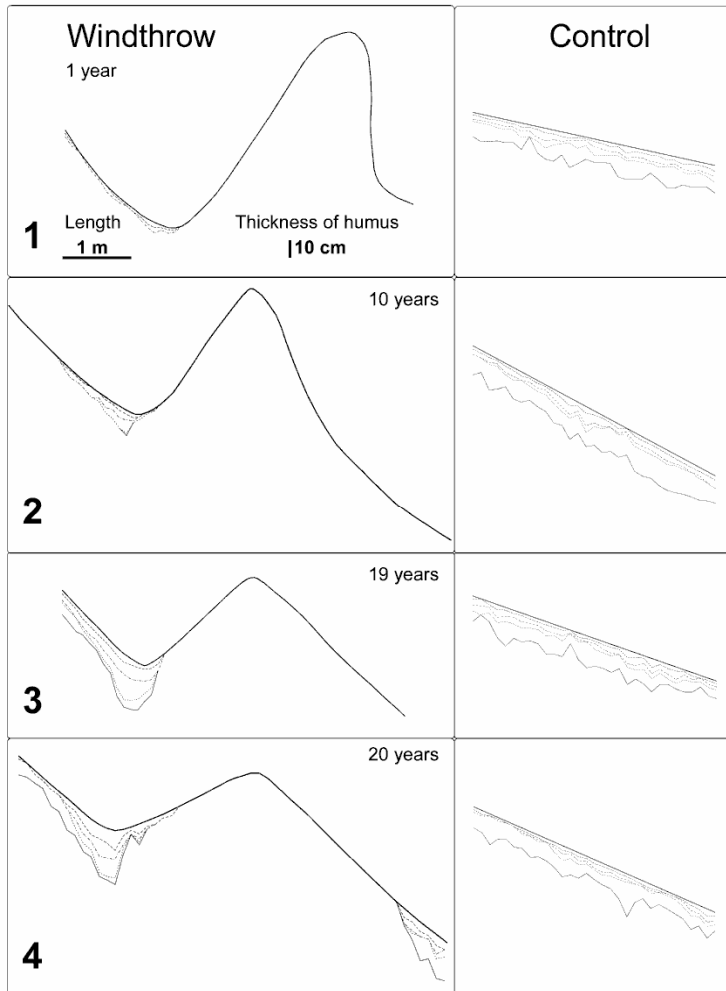 Windthrow
Control
1 year
Length
1 m
Thickness of humus
10 cm
1
10 years
2
19 years
3
20 years
4